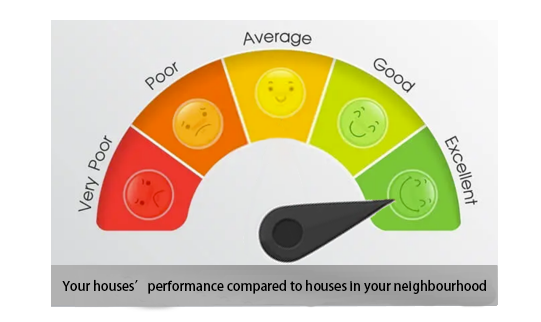 Very Poor
Poor
Average
Good
Excellent
Your houses’ performance compared to houses in your neighbourhood